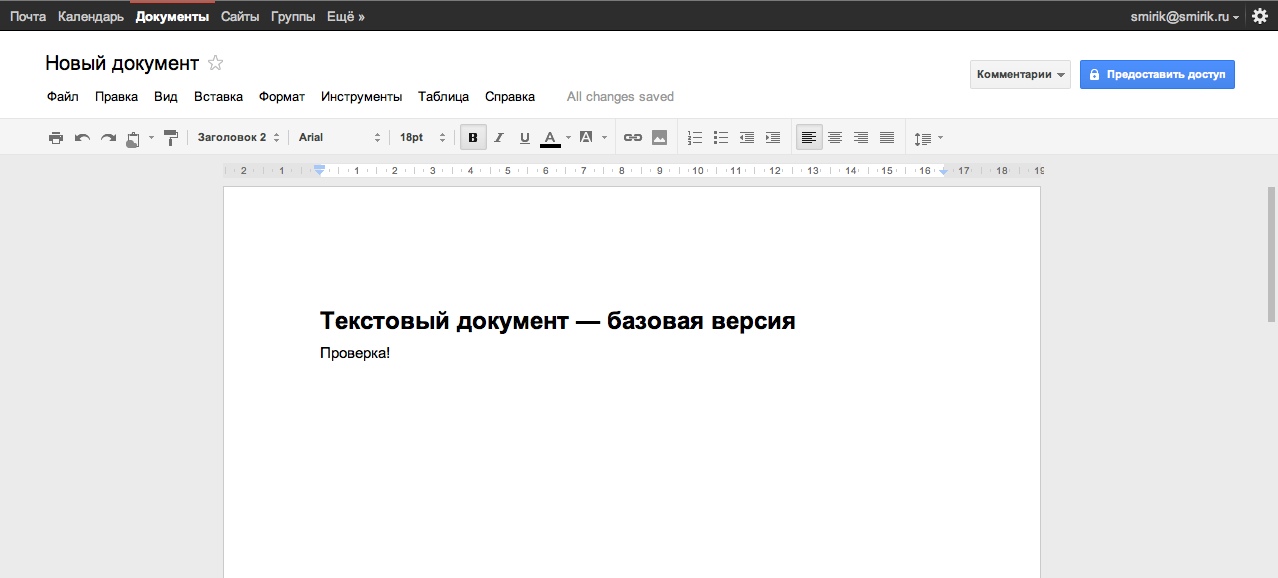 Почта Календарь Документы Сайты Группы Ещё » smirik@smirik.ru
Новый документ
Комментарии Предоставить доступ
Файл Правка Вид Вставка Формат Инструменты Таблица Справка All changes saved
Заголовок 2 Arial 18pt B I U A A
2 1 1 2 3 4 5 6 7 8 9 10 11 12 13 14 15 16 17 18 19
Текстовый документ — базовая версия
Проверка!